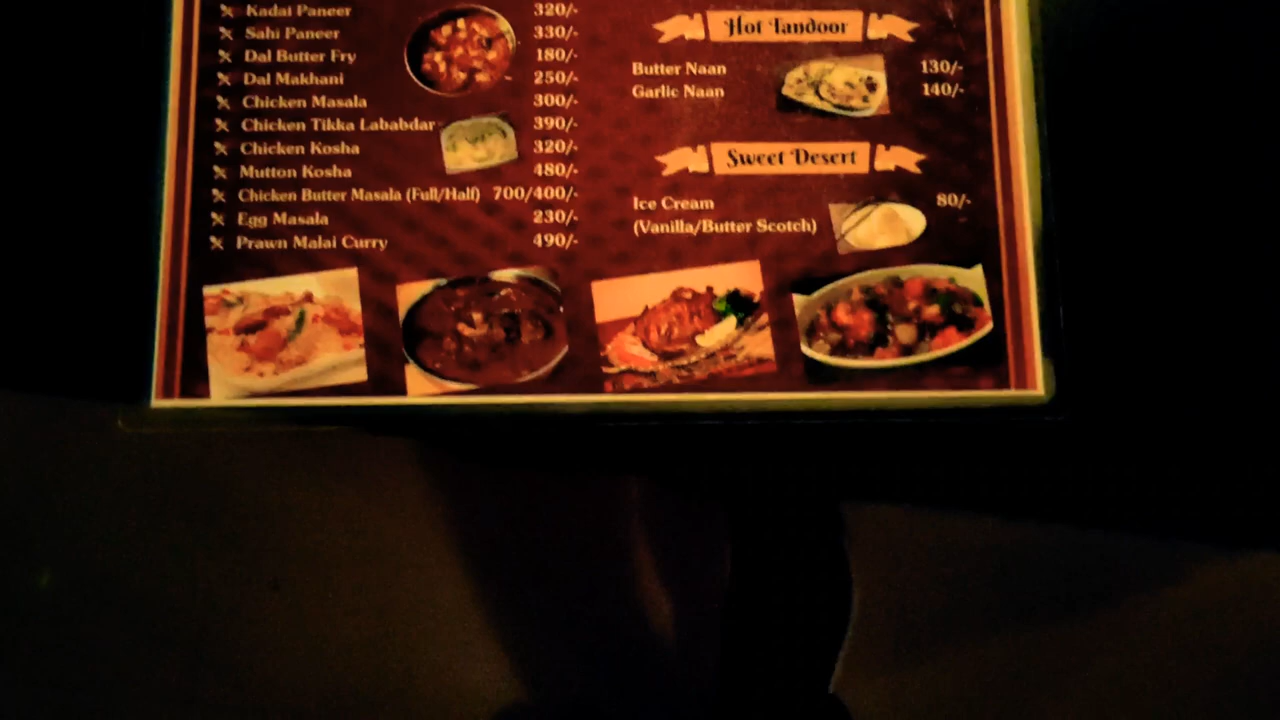 Kadai Paneer 320/-
Sahi Paneer 330/-
Dal Butter Fry 180/-
Dal Makhani 250/-
Chicken Masala 300/-
Chicken Tikka Lababdar 390/-
Chicken Kosha 320/-
Mutton Kosha 480/-
Chicken Butter Masala (Full/Half) 700/400/-
Egg Masala 230/-
Prawn Malai Curry 490/-
Hot Tandoor
Butter Naan 130/-
Garlic Naan 140/-
Sweet Desert
Ice Cream 80/-
(Vanilla/Butter Scotch)